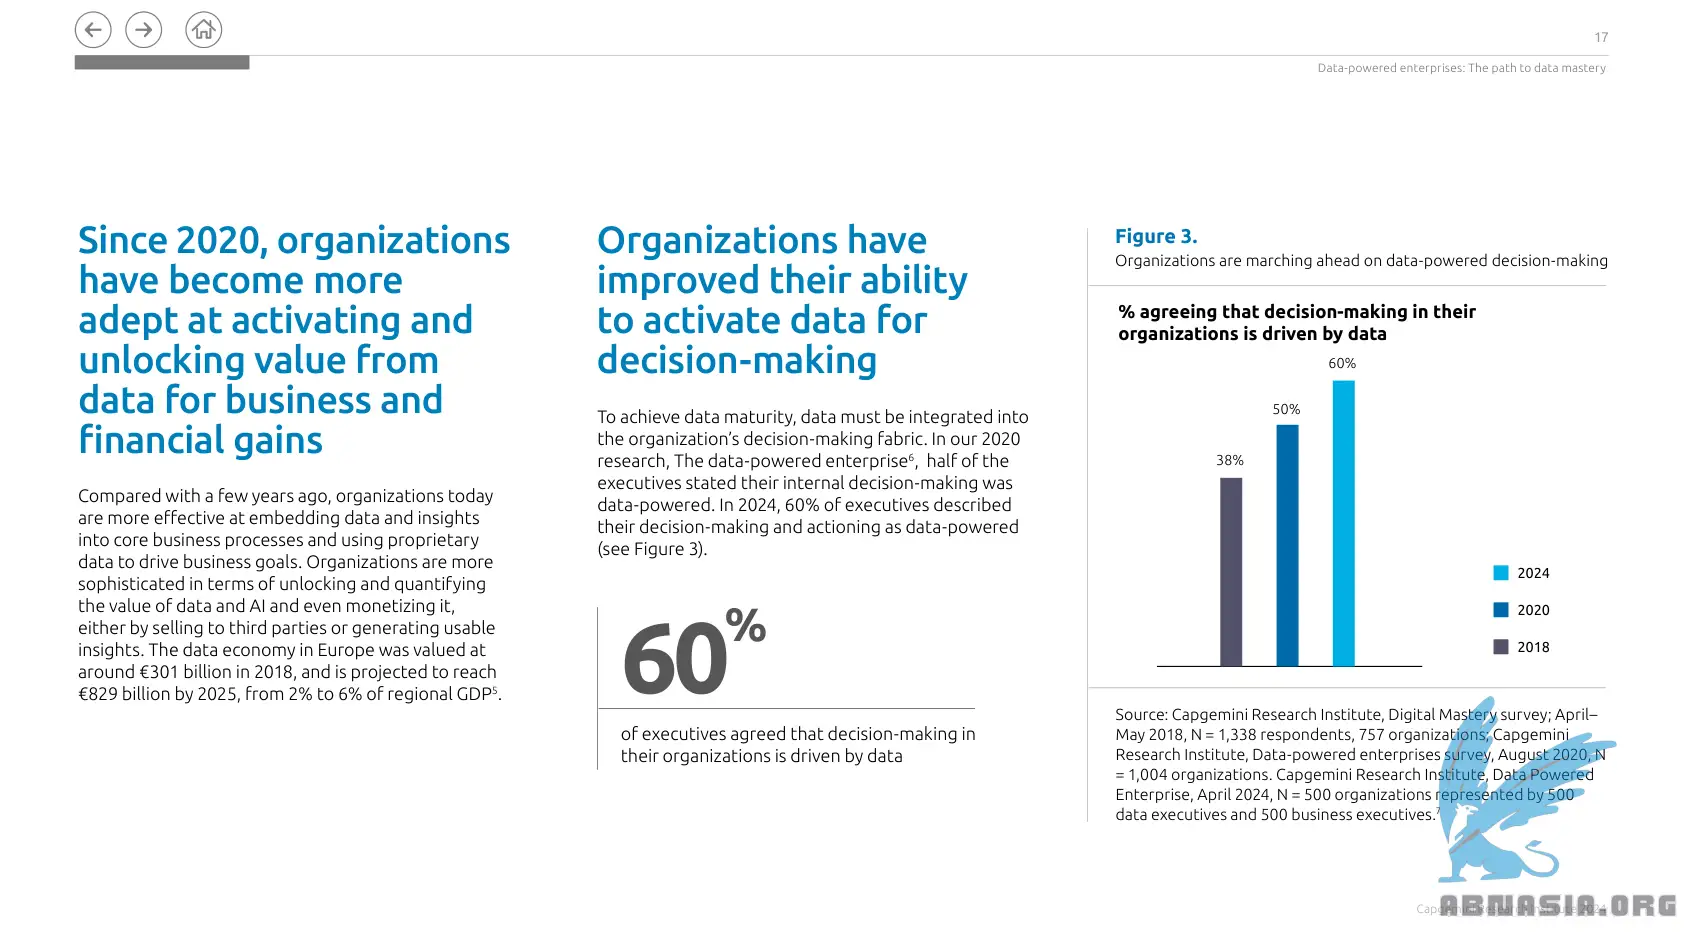 17
Data-powered enterprises: The path to data mastery
Since 2020, organizations
have become more
adept at activating and
unlocking value from
data for business and
financial gains
Compared with a few years ago, organizations today
are more effective at embedding data and insights
into core business processes and using proprietary
data to drive business goals. Organizations are more
sophisticated in terms of unlocking and quantifying
the value of data and AI and even monetizing it,
either by selling to third parties or generating usable
insights. The data economy in Europe was valued at
around €301 billion in 2018, and is projected to reach
€829 billion by 2025, from 2% to 6% of regional GDP⁵.
Organizations have
improved their ability
to activate data for
decision-making
To achieve data maturity, data must be integrated into
the organization’s decision-making fabric. In our 2020
research, The data-powered enterprise⁶, half of the
executives stated their internal decision-making was
data-powered. In 2024, 60% of executives described
their decision-making and actioning as data-powered
(see Figure 3).
60%
of executives agreed that decision-making in
their organizations is driven by data
Figure 3.
Organizations are marching ahead on data-powered decision-making
% agreeing that decision-making in their
organizations is driven by data
60%
50%
38%
2024
2020
2018
Source: Capgemini Research Institute, Digital Mastery survey; April–
May 2018, N = 1,338 respondents, 757 organizations; Capgemini
Research Institute, Data-powered enterprises survey, August 2020, N
= 1,004 organizations. Capgemini Research Institute, Data Powered
Enterprise, April 2024, N = 500 organizations represented by 500
data executives and 500 business executives.⁷
Capgemini Research Institute 2024
ABNASIA.ORG